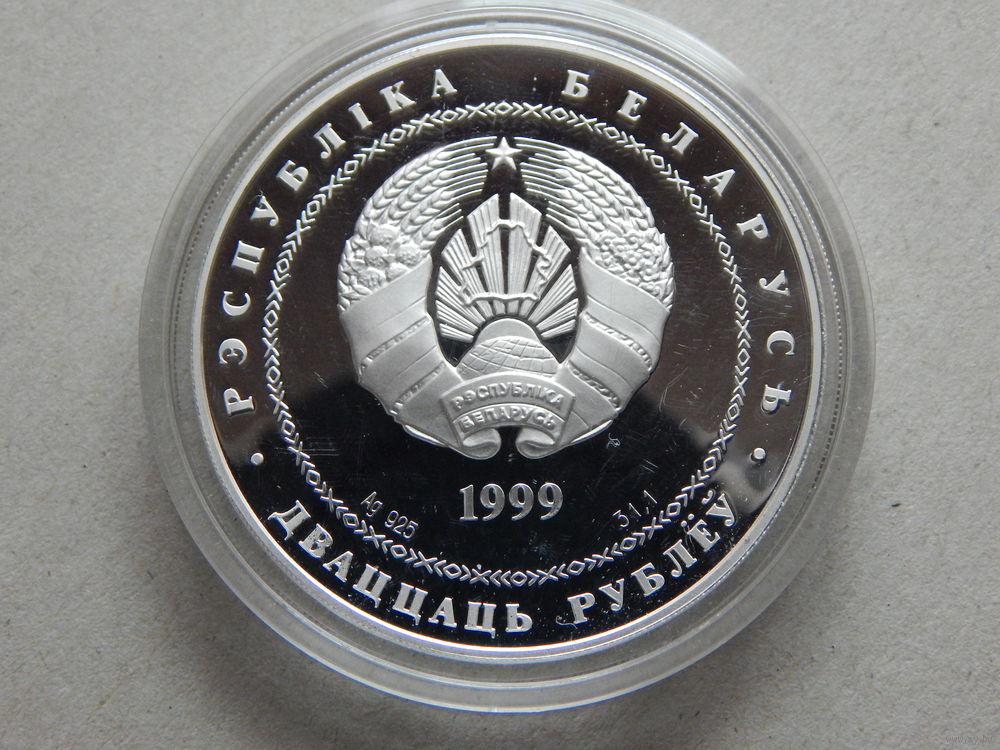 РЭСПУБЛІКА БЕЛАРУСЬ
РЭСПУБЛІКА
БЕЛАРУСЬ
1999
Ag 925
31,1
ДВАЦЦАЦЬ РУБЛЁЎ